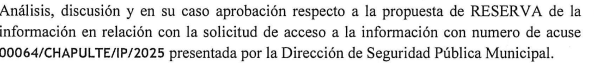 Análisis, discusión y en su caso aprobación respecto a la propuesta de RESERVA de la
información en relación con la solicitud de acceso a la información con numero de acuse
00064/CHAPULTE/IP/2025 presentada por la Dirección de Seguridad Pública Municipal.